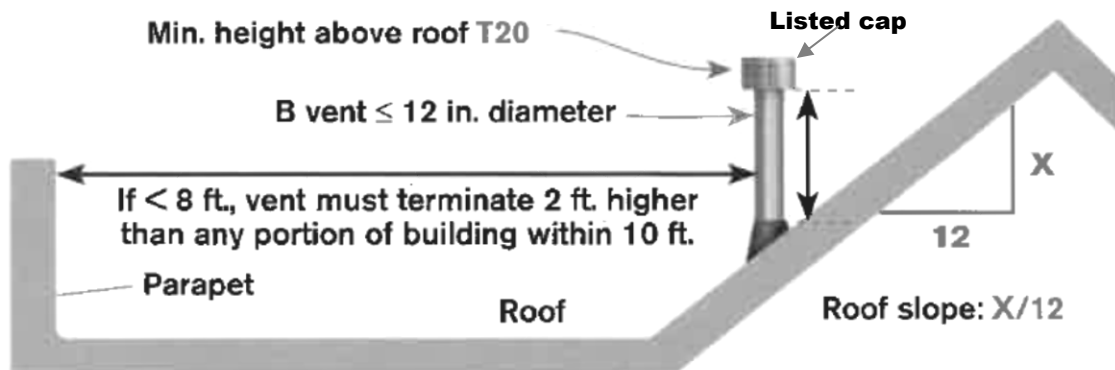 Listed cap
Min. height above roof T20
B vent ≤ 12 in. diameter
If < 8 ft., vent must terminate 2 ft. higher
than any portion of building within 10 ft.
X
12
Parapet
Roof
Roof slope: X/12